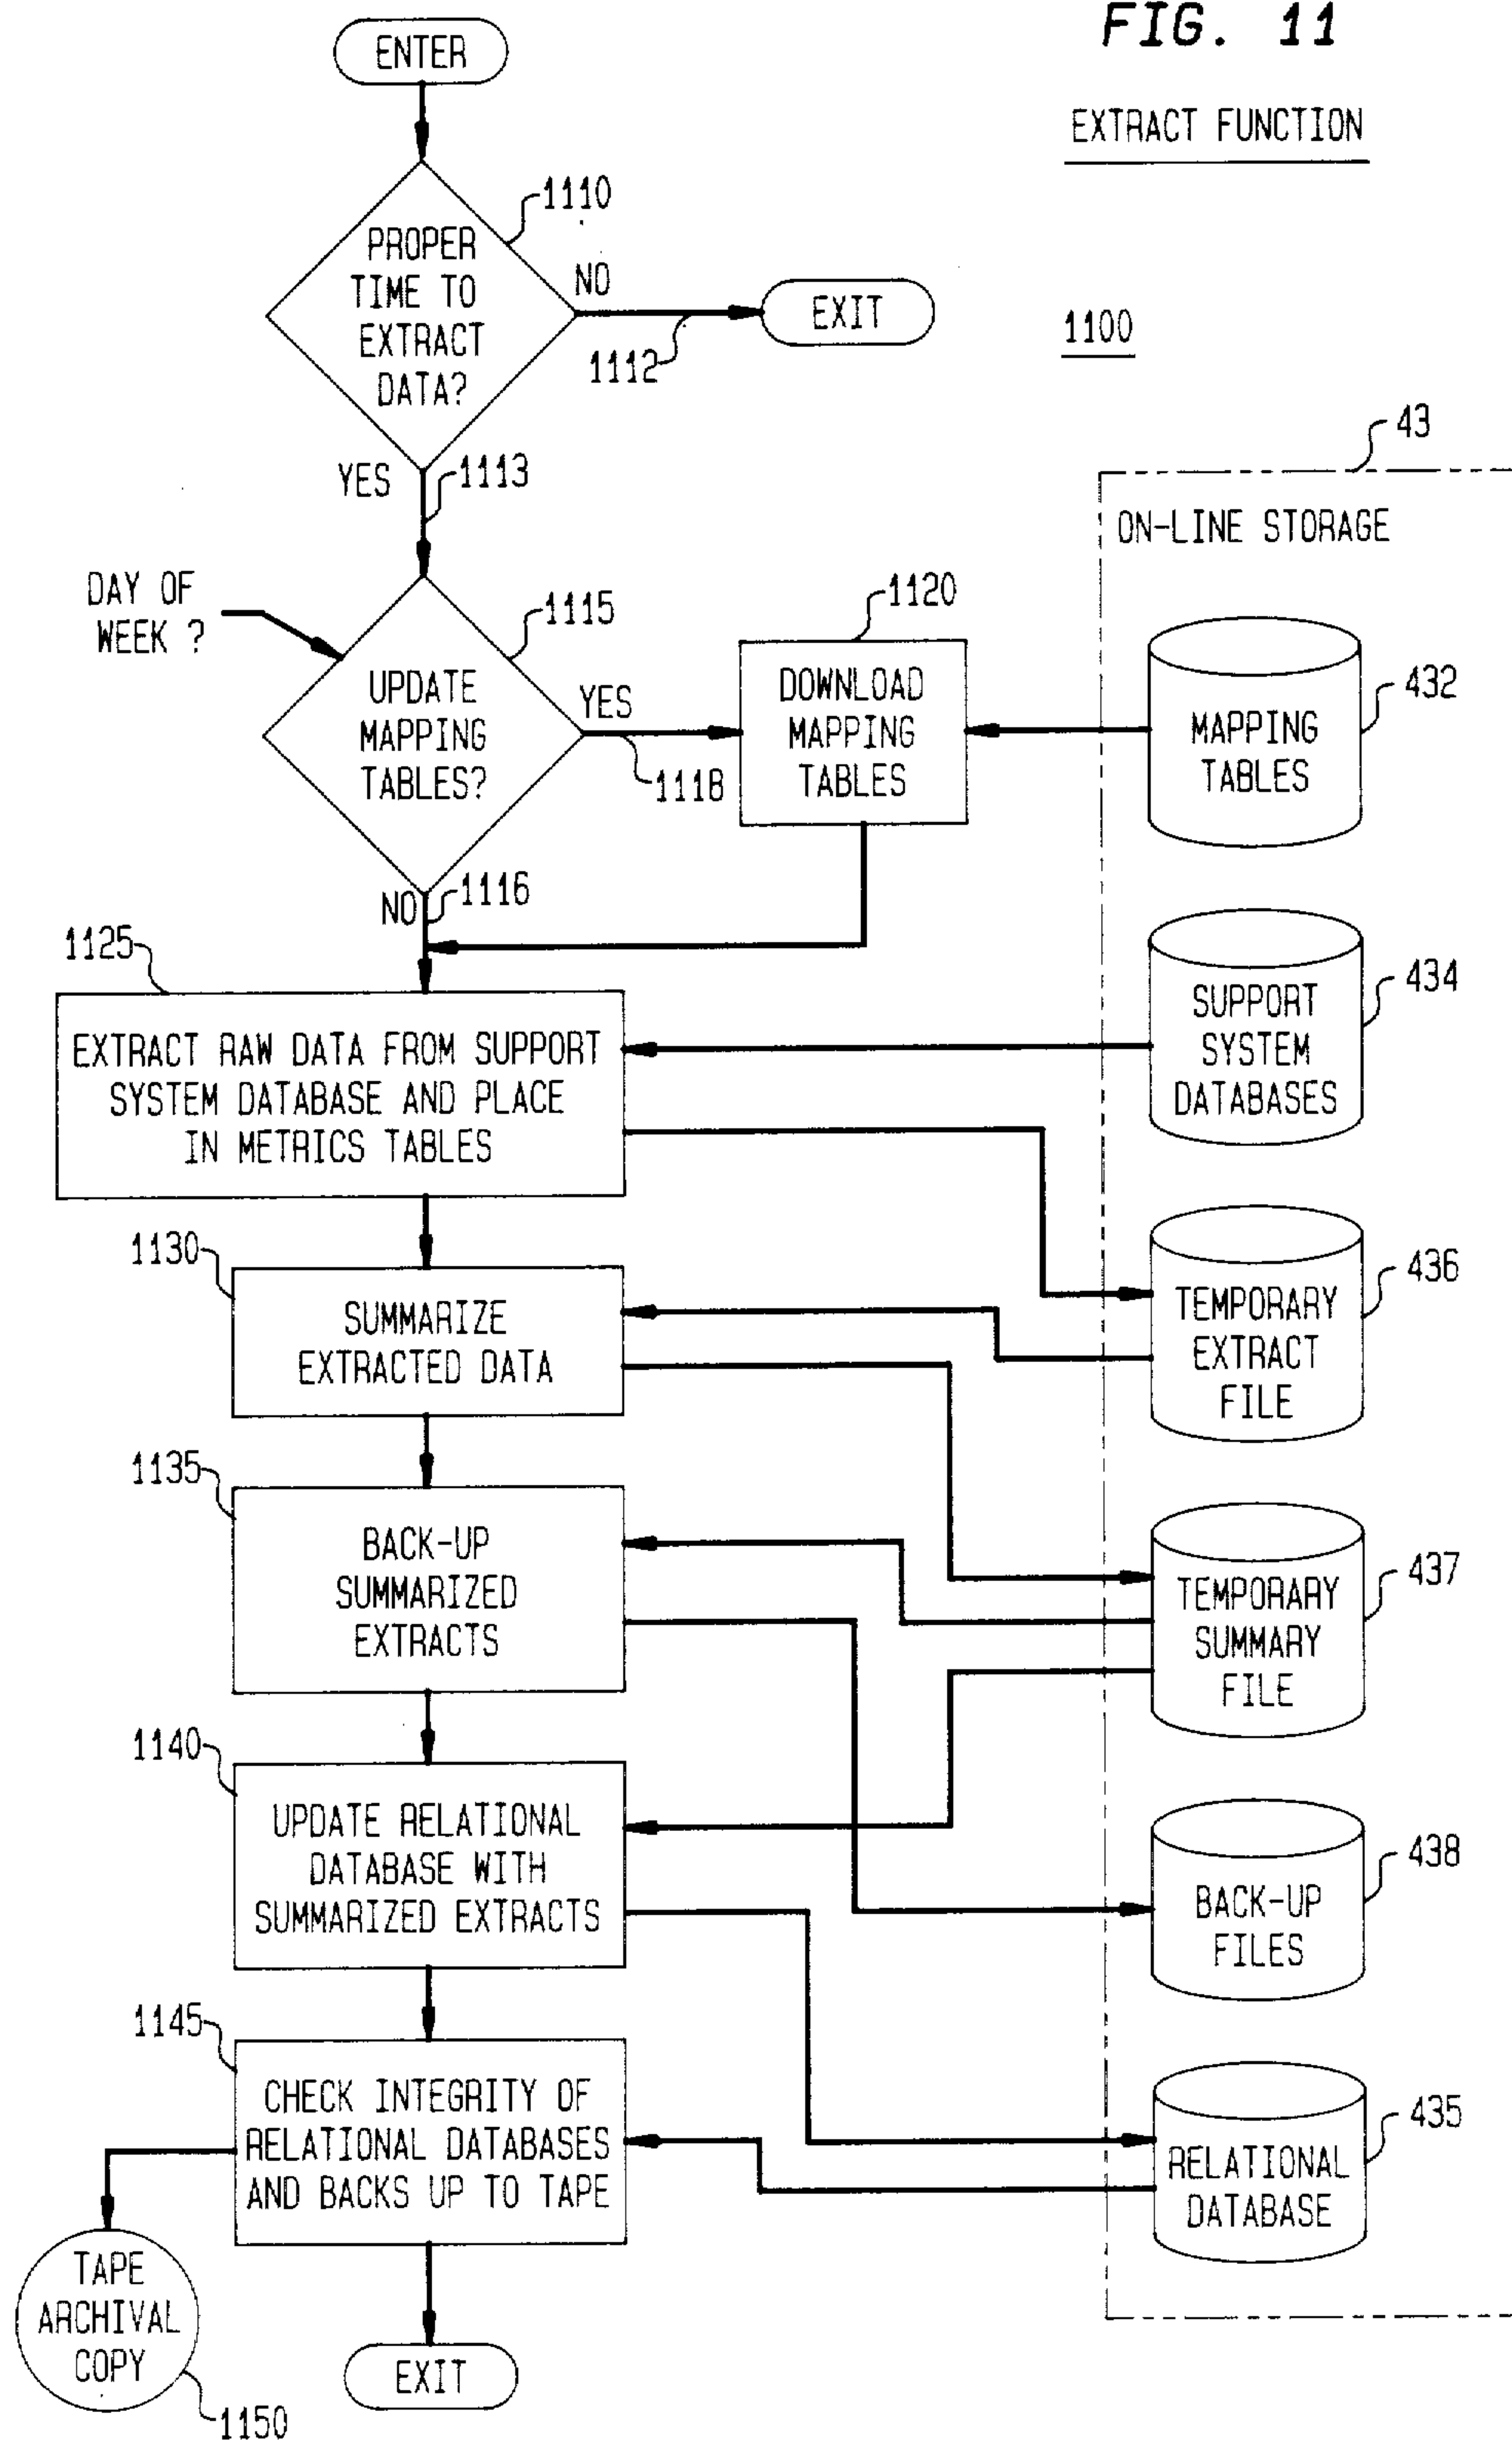 FIG. 11
EXTRACT FUNCTION
1100
ENTER
1110
PROPER
TIME TO
EXTRACT
DATA?
NO
1112
EXIT
YES
1113
DAY OF
WEEK ?
1115
UPDATE
MAPPING
TABLES?
YES
1118
NO
1116
1120
DOWNLOAD
MAPPING
TABLES
43
ON-LINE STORAGE
432
MAPPING
TABLES
434
SUPPORT
SYSTEM
DATABASES
1125
EXTRACT RAW DATA FROM SUPPORT
SYSTEM DATABASE AND PLACE
IN METRICS TABLES
436
TEMPORARY
EXTRACT
FILE
1130
SUMMARIZE
EXTRACTED DATA
1135
BACK-UP
SUMMARIZED
EXTRACTS
437
TEMPORARY
SUMMARY
FILE
1140
UPDATE RELATIONAL
DATABASE WITH
SUMMARIZED EXTRACTS
438
BACK-UP
FILES
1145
CHECK INTEGRITY OF
RELATIONAL DATABASES
AND BACKS UP TO TAPE
435
RELATIONAL
DATABASE
TAPE
ARCHIVAL
COPY
1150
EXIT